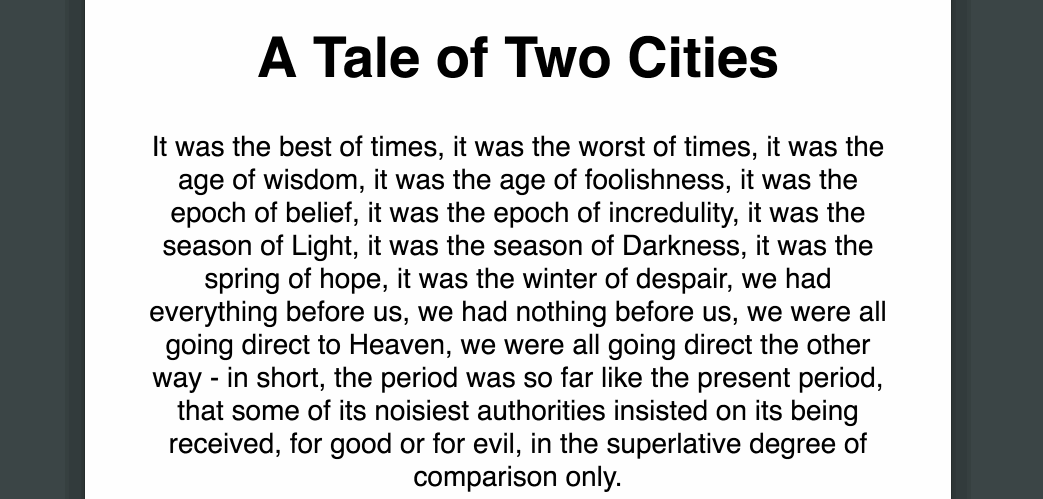 A Tale of Two Cities
It was the best of times, it was the worst of times, it was the
age of wisdom, it was the age of foolishness, it was the
epoch of belief, it was the epoch of incredulity, it was the
season of Light, it was the season of Darkness, it was the
spring of hope, it was the winter of despair, we had
everything before us, we had nothing before us, we were all
going direct to Heaven, we were all going direct the other
way - in short, the period was so far like the present period,
that some of its noisiest authorities insisted on its being
received, for good or for evil, in the superlative degree of
comparison only.